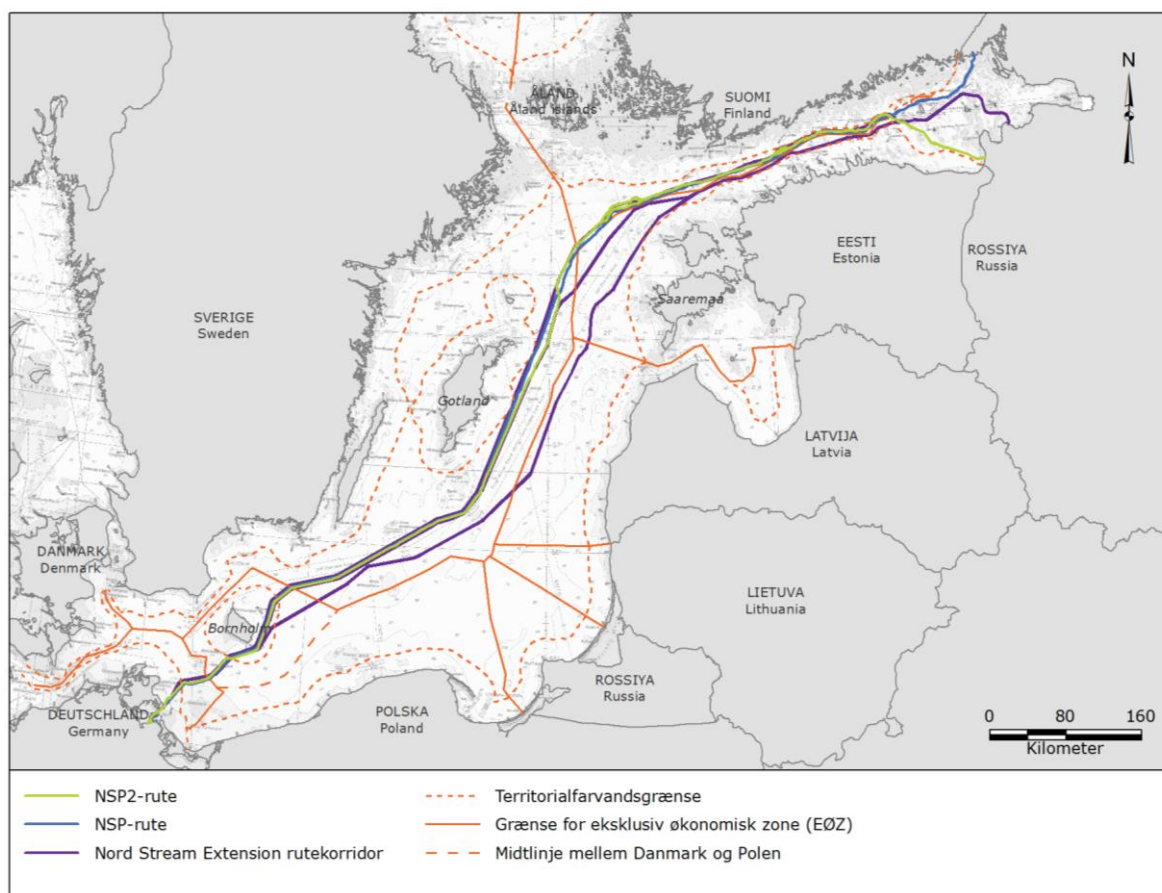 N
ÅLAND
Åland islands
SUOMI
Finland
EESTI
Estonia
ROSSIYA
Russia
Saaremaa
SVERIGE
Sweden
Gotland
LATVIJA
Latvia
DANMARK
Denmark
LIETUVA
Lithuania
Bornholm
ROSSIYA
Russia
DEUTSCHLAND
Germany
POLSKA
Poland
0 80 160
Kilometer
NSP2-rute
NSP-rute
Nord Stream Extension rutekorridor
Territorialfarvandsgrænse
Grænse for eksklusiv økonomisk zone (EØZ)
Midtlinje mellem Danmark og Polen